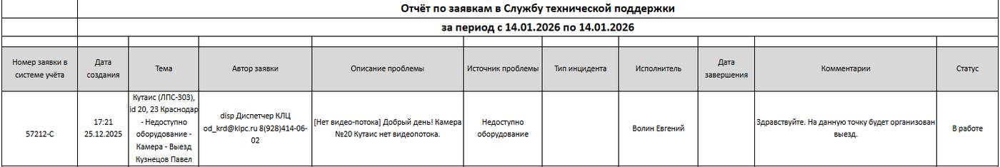 Отчёт по заявкам в Службу технической поддержки
за период с 14.01.2026 по 14.01.2026
Номер заявки в
системе учёта
Дата
создания
Тема
Автор заявки
Описание проблемы
Источник проблемы
Тип инцидента
Исполнитель
Дата
завершения
Комментарии
Статус
57212-С
17:21
25.12.2025
Кутаис (ЛПС-303),
id 20, 23 Краснодар
- Недоступно
оборудование -
Камера - Выезд
Кузнецов Павел
disp Диспетчер КЛЦ
od_krd@klpc.ru 8(928)414-06-
02
[Нет видео-потока] Добрый день! Камера
№20 Кутаис нет видеопотока.
Недоступно
оборудование
Волин Евгений
Здравствуйте. На данную точку будет организован
выезд.
В работе